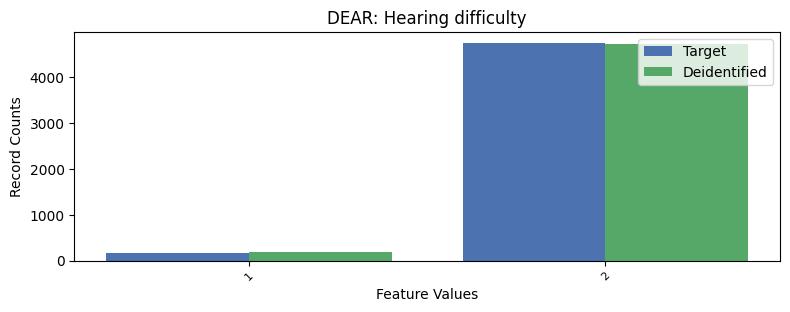 DEAR: Hearing difficulty
Target
Deidentified
Record Counts
4000
3000
2000
1000
0
1
2
Feature Values